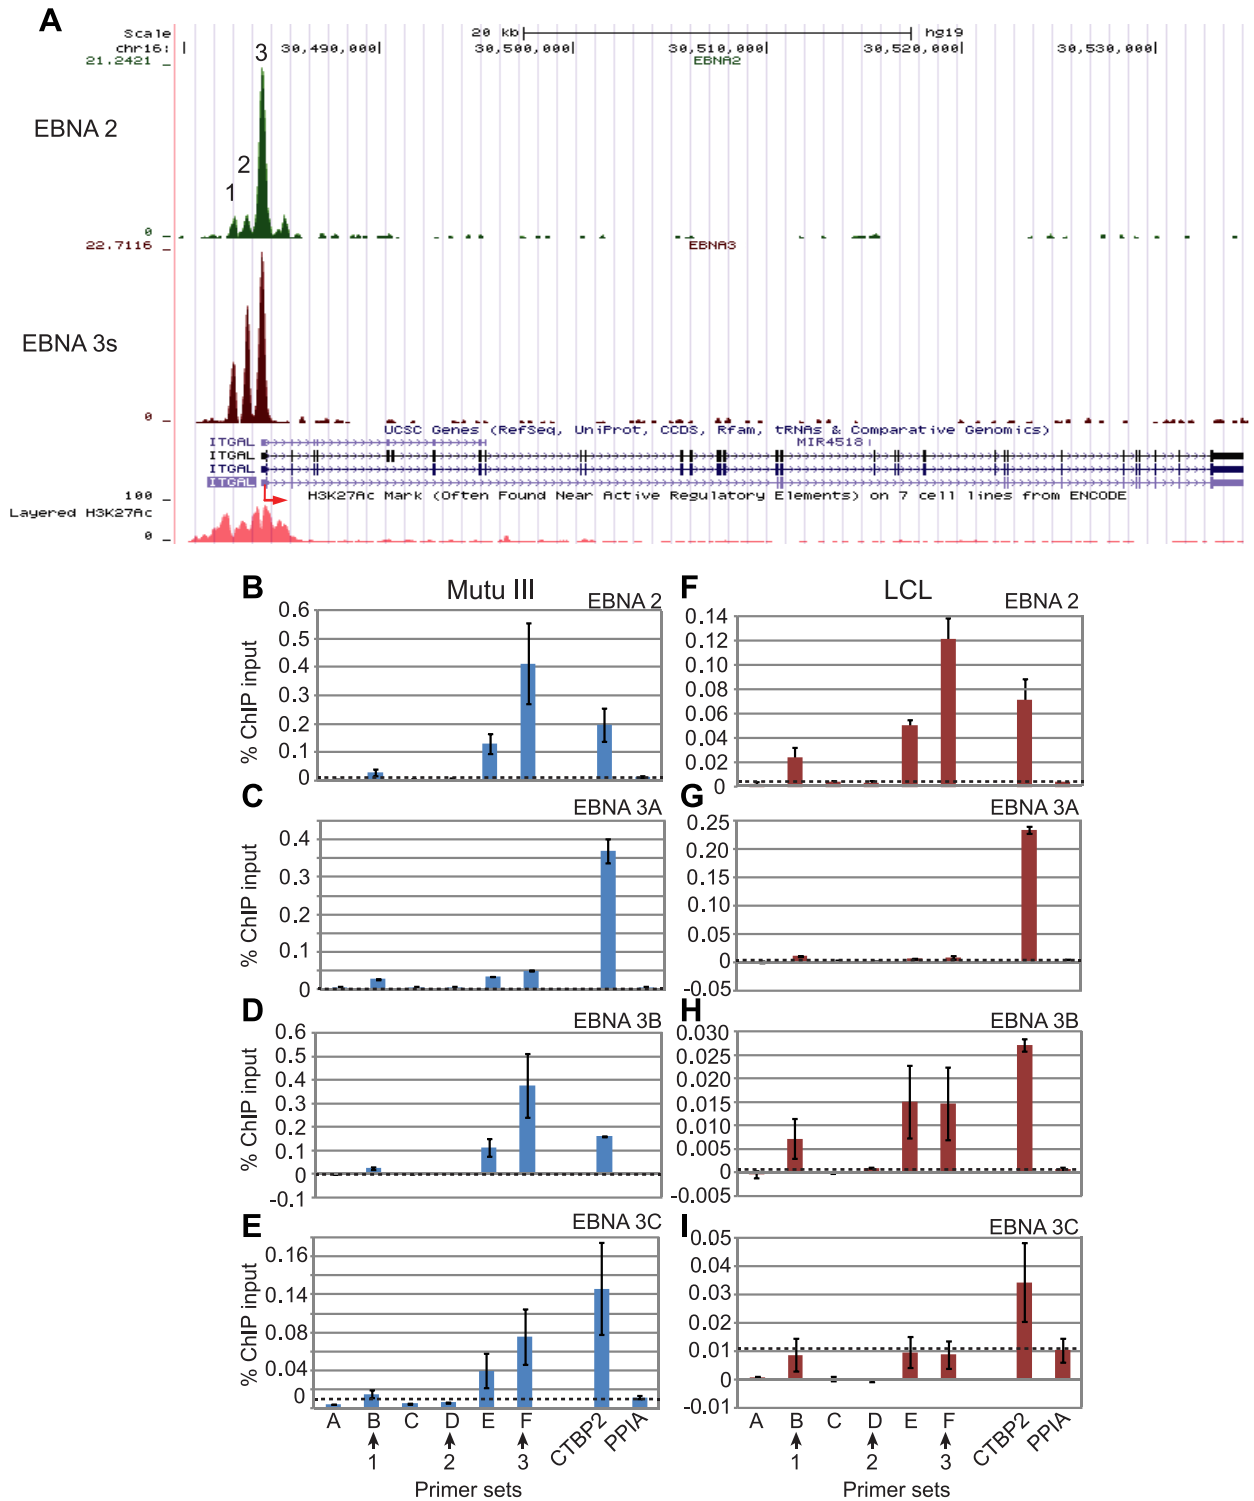 A
Scale
20 kb
hg19
chr16:
30,490,000
30,500,000
30,510,000
30,520,000
30,530,000
21.2421
EBNA2
3
EBNA 2
2
1
0
22.7116
EBNA3
EBNA 3s
0
UCSC Genes (RefSeq, UniProt, CCDS, Rfam, tRNAs & Comparative Genomics)
ITGAL
MIR4518
ITGAL
ITGAL
ITGAL
100
H3K27Ac Mark (Often Found Near Active Regulatory Elements) on 7 cell lines from ENCODE
Layered H3K27Ac
0
B
Mutu III
EBNA 2
% ChIP input
0.6
0.5
0.4
0.3
0.2
0.1
0
F
LCL
EBNA 2
0.14
0.12
0.10
0.08
0.06
0.04
0.02
0
C
EBNA 3A
% ChIP input
0.4
0.3
0.2
0.1
0
G
EBNA 3A
0.25
0.20
0.15
0.10
0.05
0
-0.05
D
EBNA 3B
% ChIP input
0.6
0.5
0.4
0.3
0.2
0.1
0
-0.1
H
EBNA 3B
0.030
0.025
0.020
0.015
0.010
0.005
0
-0.005
E
EBNA 3C
% ChIP input
0.16
0.14
0.08
0.04
0
I
EBNA 3C
0.05
0.04
0.03
0.02
0.01
0
-0.01
A B C D E F CTBP2 PPIA
1 2 3
Primer sets
A B C D E F CTBP2 PPIA
1 2 3
Primer sets